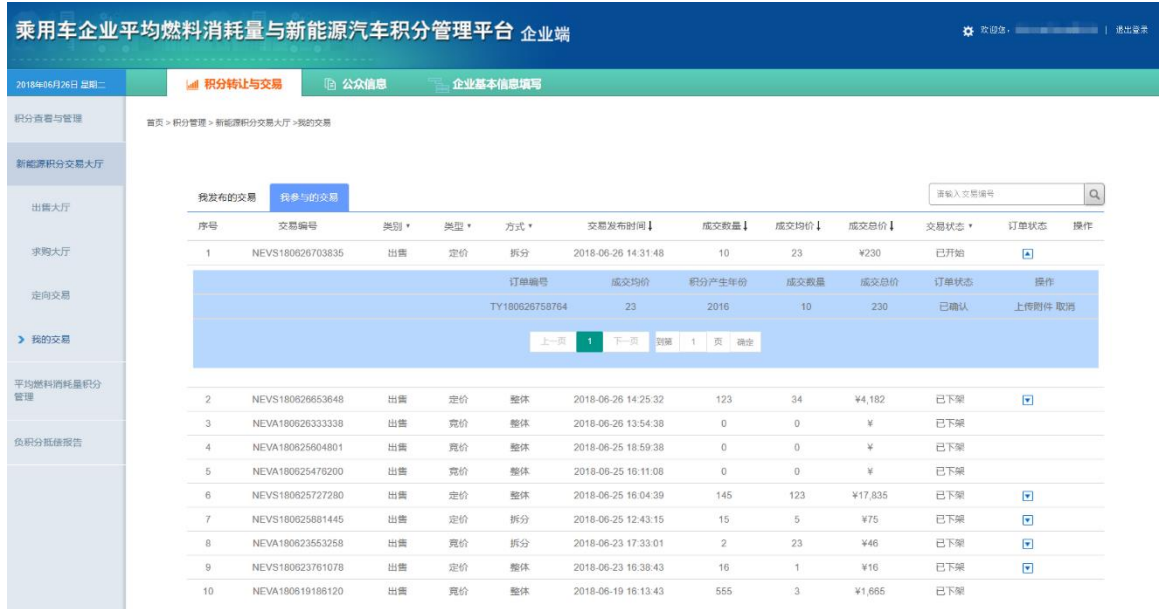 乘用车企业平均燃料消耗量与新能源汽车积分管理平台 企业端
欢迎您, | 退出登录
2018年06月26日 星期二 积分转让与交易 公众信息 企业基本信息填写
积分查看与管理
新能源积分交易大厅
出售大厅
求购大厅
定向交易
我的交易
平均燃料消耗量积分管理
负积分抵偿报告
首页 > 积分管理 > 新能源积分交易大厅 >我的交易
我发布的交易 我参与的交易 请输入交易编号
序号 交易编号 类别 类型 方式 交易发布时间 成交数量 成交均价 成交总价 交易状态 订单状态 操作
1 NEVS180626703835 出售 定价 拆分 2018-06-26 14:31:48 10 23 ¥230 已开始
订单编号 成交均价 积分产生年份 成交数量 成交总价 订单状态 操作
TY180626758764 23 2016 10 230 已确认 上传附件 取消
上一页 1 下一页 到第 1 页 确定
2 NEVS180626653648 出售 定价 整体 2018-06-26 14:25:32 123 34 ¥4,182 已下架
3 NEVA180626333338 出售 竞价 整体 2018-06-26 13:54:38 0 0 ¥ 已下架
4 NEVA180625604801 出售 竞价 整体 2018-06-25 18:59:38 0 0 ¥ 已下架
5 NEVA180625476200 出售 竞价 整体 2018-06-25 16:11:08 0 0 ¥ 已下架
6 NEVS180625727280 出售 定价 整体 2018-06-25 16:04:39 145 123 ¥17,835 已下架
7 NEVS180625881445 出售 定价 拆分 2018-06-25 12:43:15 15 5 ¥75 已下架
8 NEVA180623553258 出售 竞价 拆分 2018-06-23 17:33:01 2 23 ¥46 已下架
9 NEVS180623761078 出售 定价 整体 2018-06-23 16:38:43 16 1 ¥16 已下架
10 NEVA180619186120 出售 竞价 整体 2018-06-19 16:13:43 555 3 ¥1,665 已下架